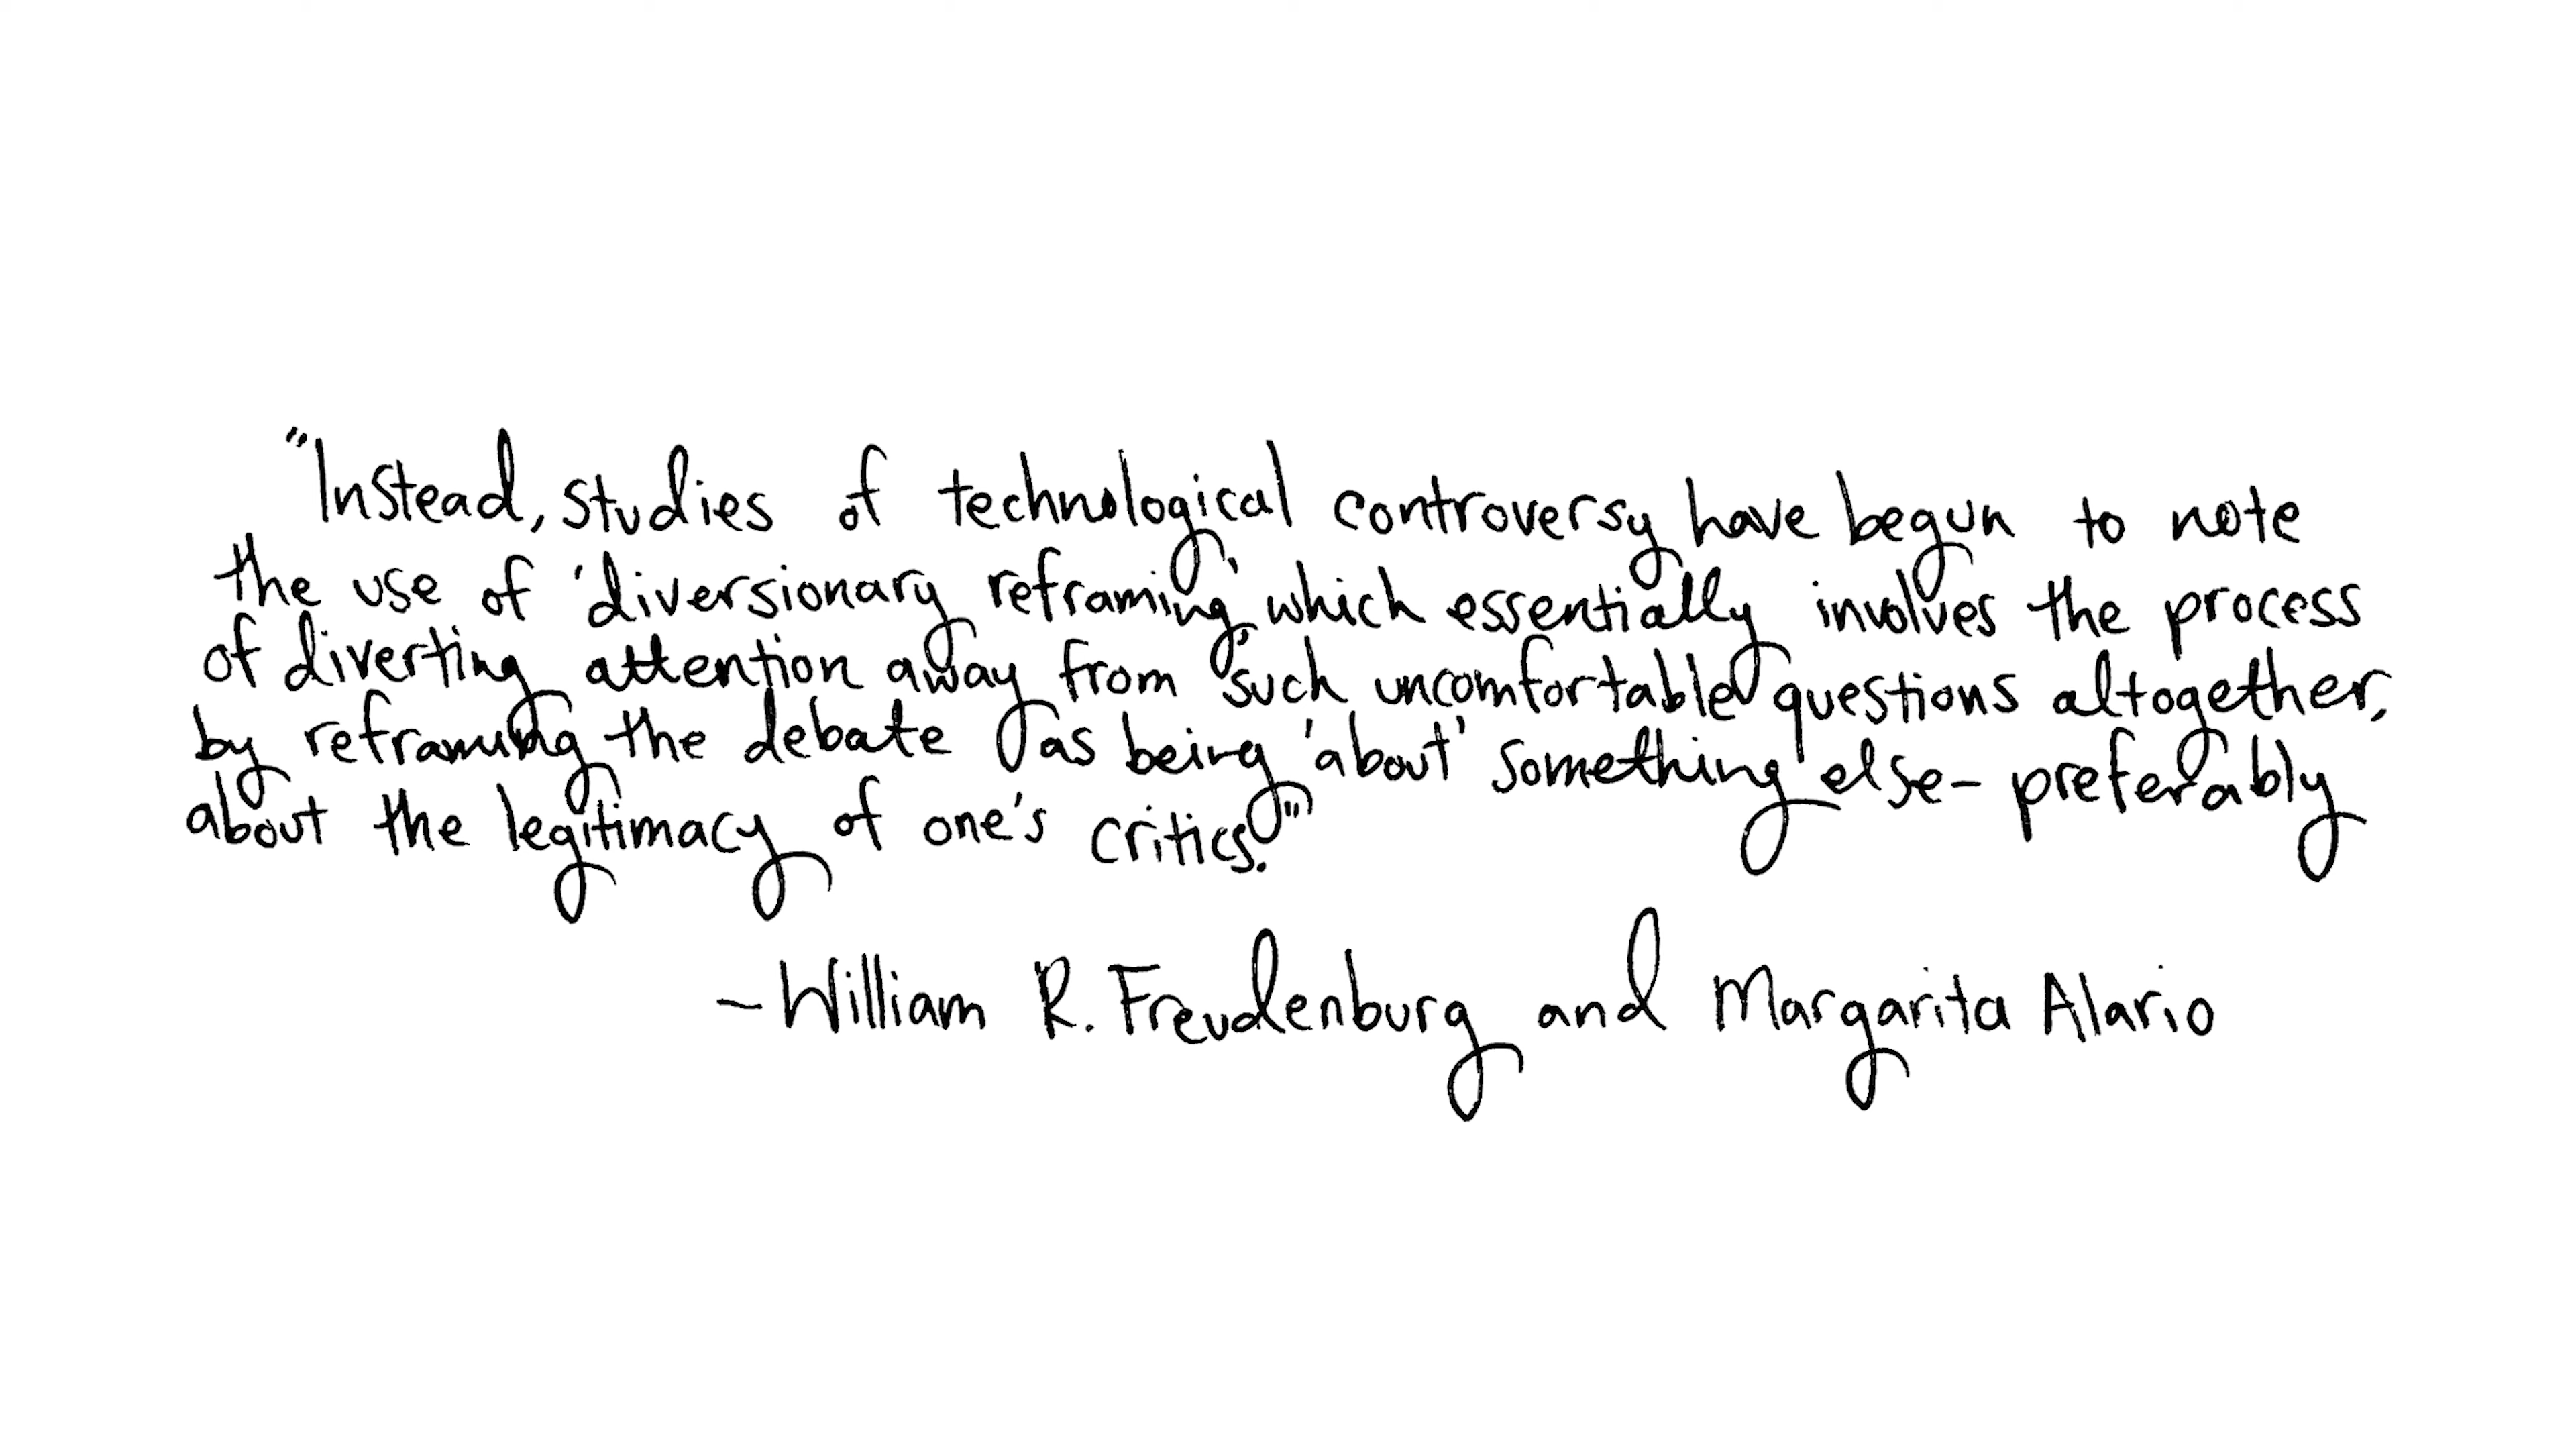 "Instead, studies of technological controversy have begun to note
the use of 'diversionary reframing,' which essentially involves the process
of diverting attention away from such uncomfortable questions altogether,
by reframing the debate as being 'about' something else- preferably
about the legitimacy of one's critics."
-William R. Freudenburg and Margarita Alario